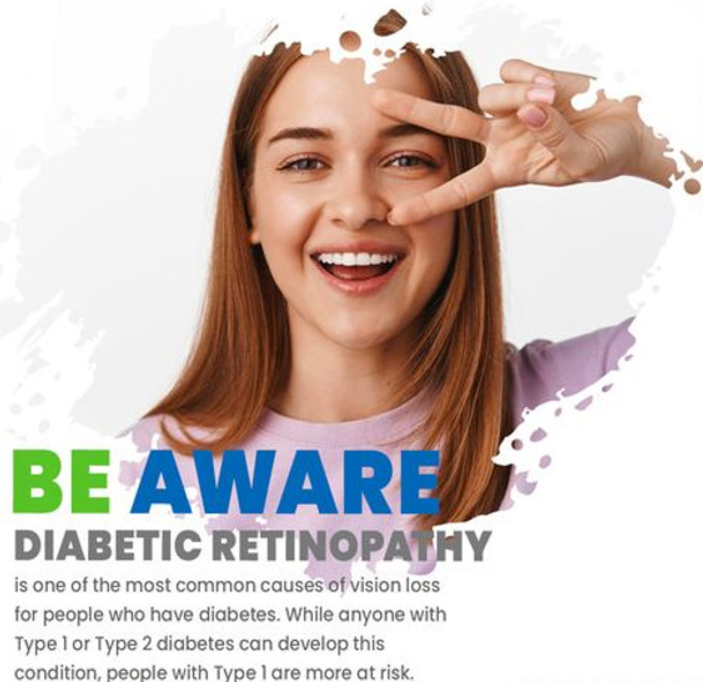 BE AWARE
DIABETIC RETINOPATHY
is one of the most common causes of vision loss
for people who have diabetes. While anyone with
Type 1 or Type 2 diabetes can develop this
condition, people with Type 1 are more at risk.